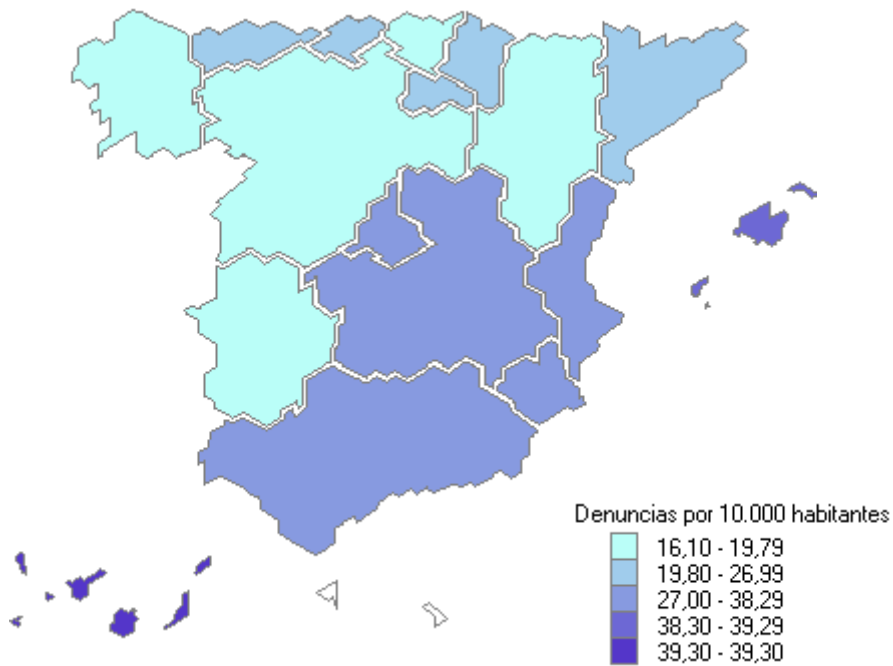 Denuncias por 10.000 habitantes
16,10 - 19,79
19,80 - 26,99
27,00 - 38,29
38,30 - 39,29
39,30 - 39,30